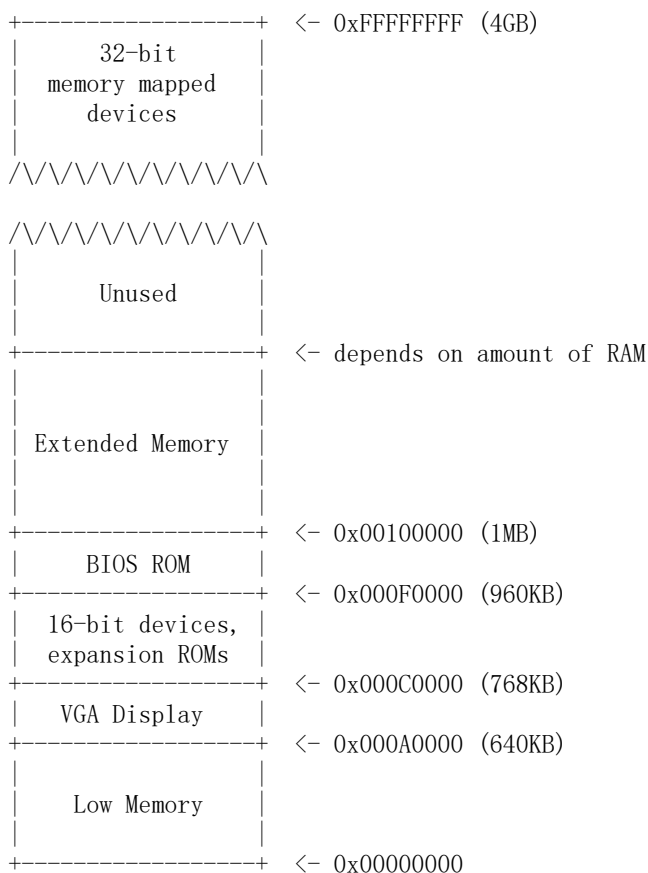 +------------------+ <- 0xFFFFFFFF (4GB)
| 32-bit |
| memory mapped |
| devices |
| |
/\/\/\/\/\/\/\/\/\/\
/\/\/\/\/\/\/\/\/\/\
| |
| Unused |
| |
+------------------+ <- depends on amount of RAM
| |
| |
| Extended Memory |
| |
| |
+------------------+ <- 0x00100000 (1MB)
| BIOS ROM |
+------------------+ <- 0x000F0000 (960KB)
| 16-bit devices, |
| expansion ROMs |
+------------------+ <- 0x000C0000 (768KB)
| VGA Display |
+------------------+ <- 0x000A0000 (640KB)
| |
| Low Memory |
| |
+------------------+ <- 0x00000000